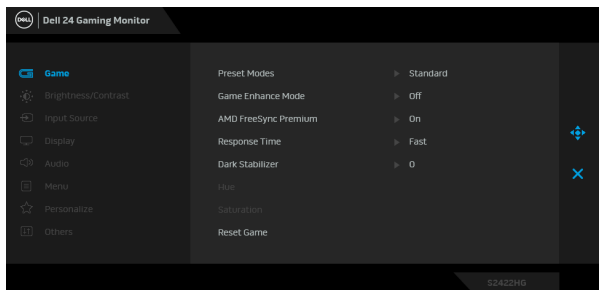 DELL Dell 24 Gaming Monitor
Game
Brightness/Contrast
Input Source
Display
Audio
Menu
Personalize
Others
Preset Modes Standard
Game Enhance Mode Off
AMD FreeSync Premium On
Response Time Fast
Dark Stabilizer 0
Hue
Saturation
Reset Game
S2422HG